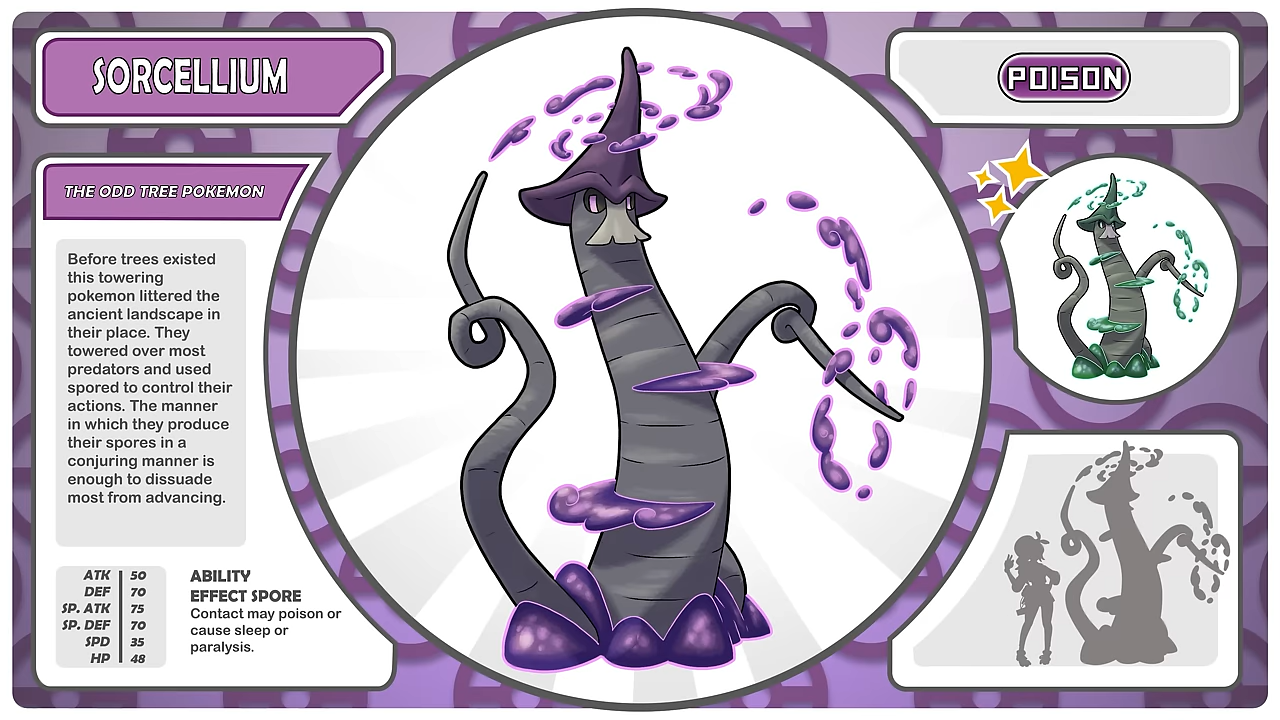 SORCELLIUM
POISON
THE ODD TREE POKEMON
Before trees existed
this towering
pokemon littered the
ancient landscape in
their place. They
towered over most
predators and used
spored to control their
actions. The manner
in which they produce
their spores in a
conjuring manner is
enough to dissuade
most from advancing.
ATK 50
DEF 70
SP. ATK 75
SP. DEF 70
SPD 35
HP 48
ABILITY
EFFECT SPORE
Contact may poison or
cause sleep or
paralysis.